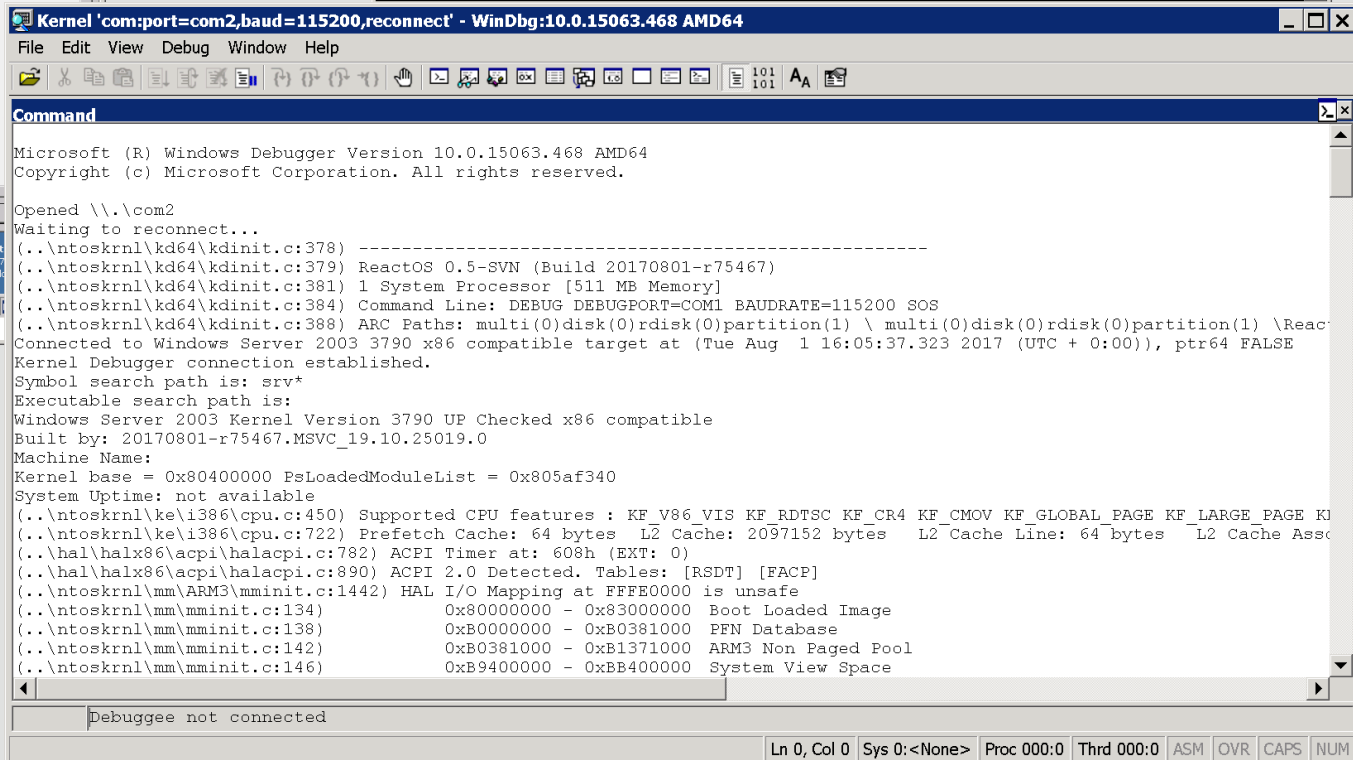 Kernel 'com:port=com2,baud=115200,reconnect' - WinDbg:10.0.15063.468 AMD64
File Edit View Debug Window Help
Command
Microsoft (R) Windows Debugger Version 10.0.15063.468 AMD64
Copyright (c) Microsoft Corporation. All rights reserved.
Opened \\.\com2
Waiting to reconnect...
(..\ntoskrnl\kd64\kdinit.c:378) -----------------------------------------------------
(..\ntoskrnl\kd64\kdinit.c:379) ReactOS 0.5-SVN (Build 20170801-r75467)
(..\ntoskrnl\kd64\kdinit.c:381) 1 System Processor [511 MB Memory]
(..\ntoskrnl\kd64\kdinit.c:384) Command Line: DEBUG DEBUGPORT=COM1 BAUDRATE=115200 SOS
(..\ntoskrnl\kd64\kdinit.c:388) ARC Paths: multi(0)disk(0)rdisk(0)partition(1) \ multi(0)disk(0)rdisk(0)partition(1) \Reac
Connected to Windows Server 2003 3790 x86 compatible target at (Tue Aug  1 16:05:37.323 2017 (UTC + 0:00)), ptr64 FALSE
Kernel Debugger connection established.
Symbol search path is: srv*
Executable search path is:
Windows Server 2003 Kernel Version 3790 UP Checked x86 compatible
Built by: 20170801-r75467.MSVC_19.10.25019.0
Machine Name:
Kernel base = 0x80400000 PsLoadedModuleList = 0x805af340
System Uptime: not available
(..\ntoskrnl\ke\i386\cpu.c:450) Supported CPU features : KF_V86_VIS KF_RDTSC KF_CR4 KF_CMOV KF_GLOBAL_PAGE KF_LARGE_PAGE
(..\ntoskrnl\ke\i386\cpu.c:722) Prefetch Cache: 64 bytes   L2 Cache: 2097152 bytes   L2 Cache Line: 64 bytes   L2 Cache Asso
(..\hal\halx86\acpi\halacpi.c:782) ACPI Timer at: 608h (EXT: 0)
(..\hal\halx86\acpi\halacpi.c:890) ACPI 2.0 Detected. Tables: [RSDT] [FACP]
(..\ntoskrnl\mm\ARM3\mminit.c:1442) HAL I/O Mapping at FFFE0000 is unsafe
(..\ntoskrnl\mm\mminit.c:134)           0x80000000 - 0x83000000  Boot Loaded Image
(..\ntoskrnl\mm\mminit.c:138)           0xB0000000 - 0xB0381000  PFN Database
(..\ntoskrnl\mm\mminit.c:142)           0xB0381000 - 0xB1371000  ARM3 Non Paged Pool
(..\ntoskrnl\mm\mminit.c:146)           0xB9400000 - 0xBB400000  System View Space
Debuggee not connected
Ln 0, Col 0 Sys 0:<None> Proc 000:0 Thrd 000:0 ASM OVR CAPS NUM